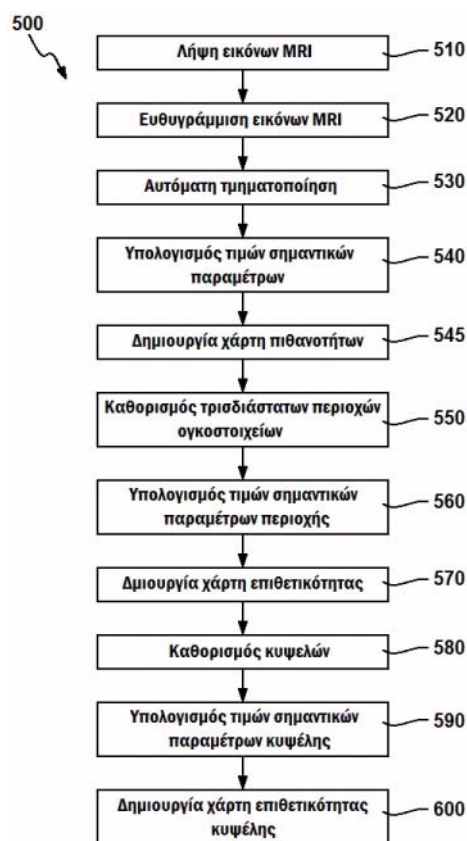 500
Λήψη εικόνων MRI
510
Ευθυγράμμιση εικόνων MRI
520
Αυτόματη τμηματοποίηση
530
Υπολογισμός τιμών σημαντικών
παραμέτρων
540
Δημιουργία χάρτη πιθανοτήτων
545
Καθορισμός τρισδιάστατων περιοχών
ογκοστοιχείων
550
Υπολογισμός τιμών σημαντικών
παραμέτρων περιοχής
560
Δμιουργία χάρτη επιθετικότητας
570
Καθορισμός κυψελών
580
Υπολογισμός τιμών σημαντικών
παραμέτρων κυψέλης
590
Δημιουργία χάρτη επιθετικότητας
κυψέλης
600